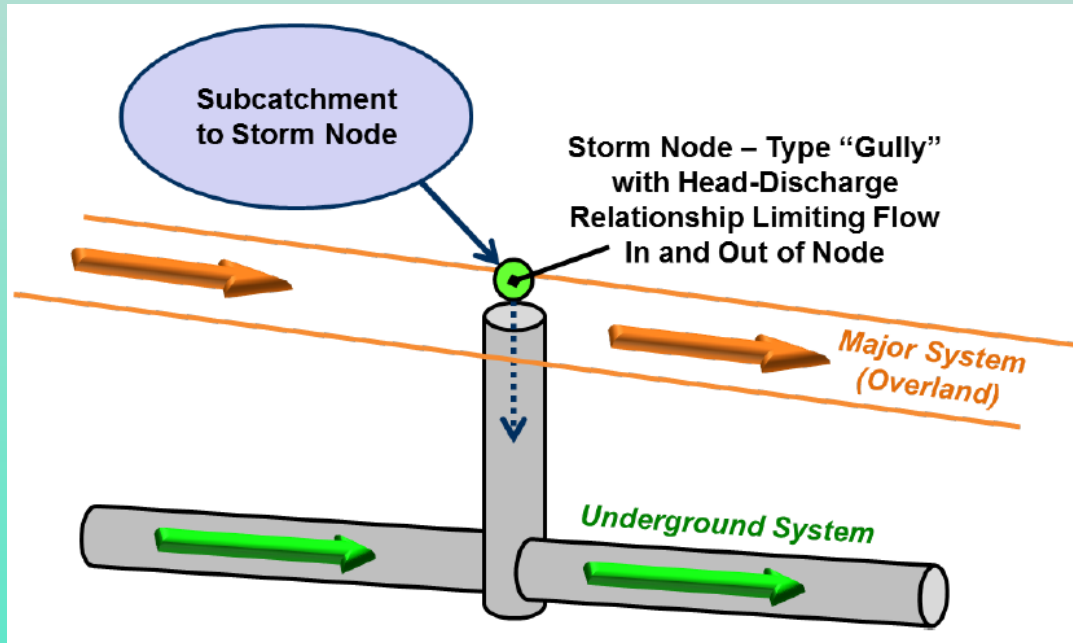 Subcatchment
to Storm Node
Storm Node – Type “Gully”
with Head-Discharge
Relationship Limiting Flow
In and Out of Node
Major System
(Overland)
Underground System